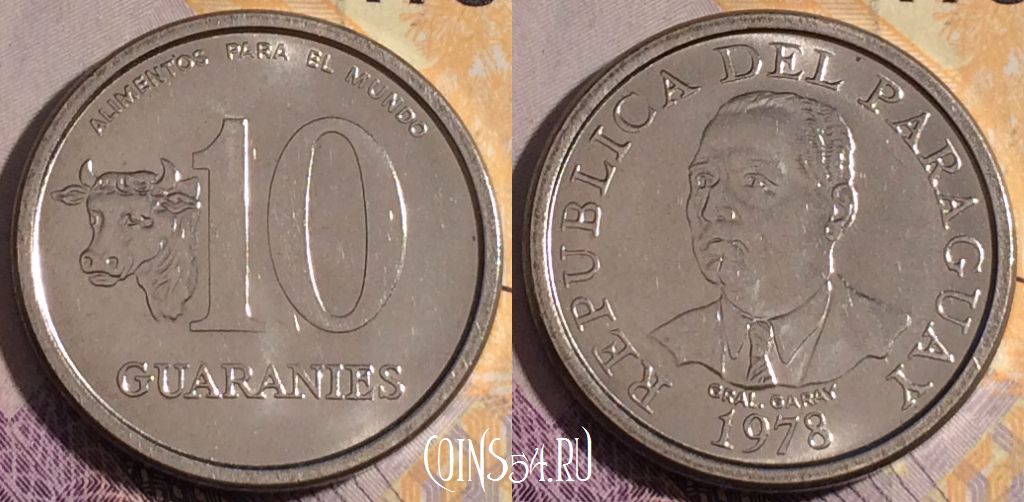 ALIMENTOS PARA EL MUNDO
10
GUARANIES
REPUBLICA DEL PARAGUAY
GRAL. GARAY
1978
COINS54.RU